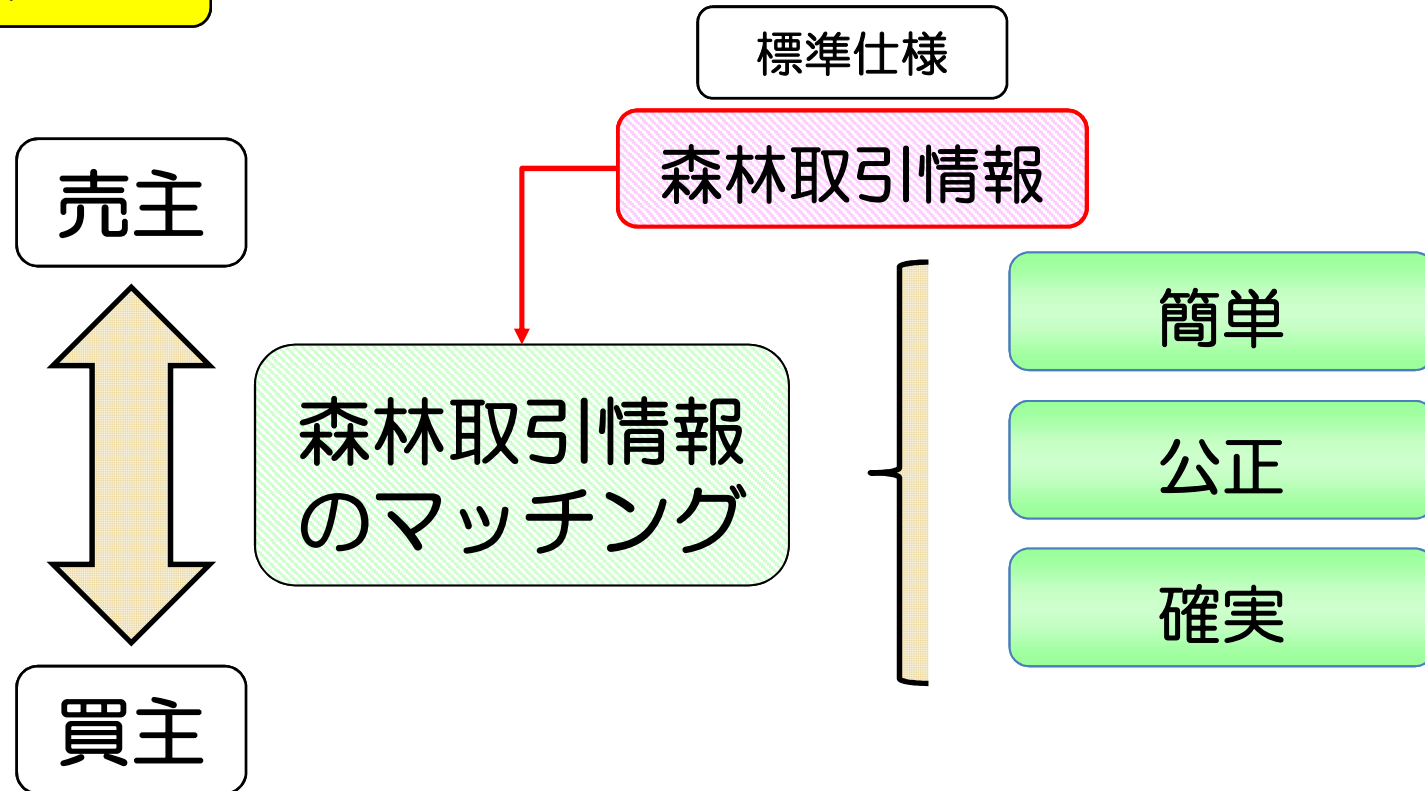 標準仕様
森林取引情報
売主
簡単
森林取引情報
のマッチング
公正
確実
買主